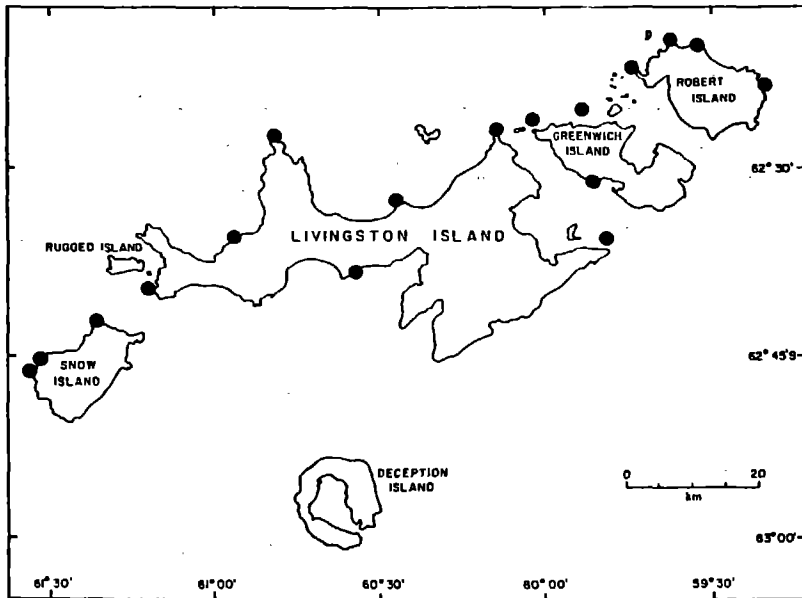 ROBERT
ISLAND
GREENWICH
ISLAND
62° 30'
LIVINGSTON ISLAND
RUGGED ISLAND
62° 45'9
SNOW
ISLAND
DECEPTION
ISLAND
0 20
km
63° 00'
61° 30' 61° 00' 60° 30' 60° 00' 59° 30'